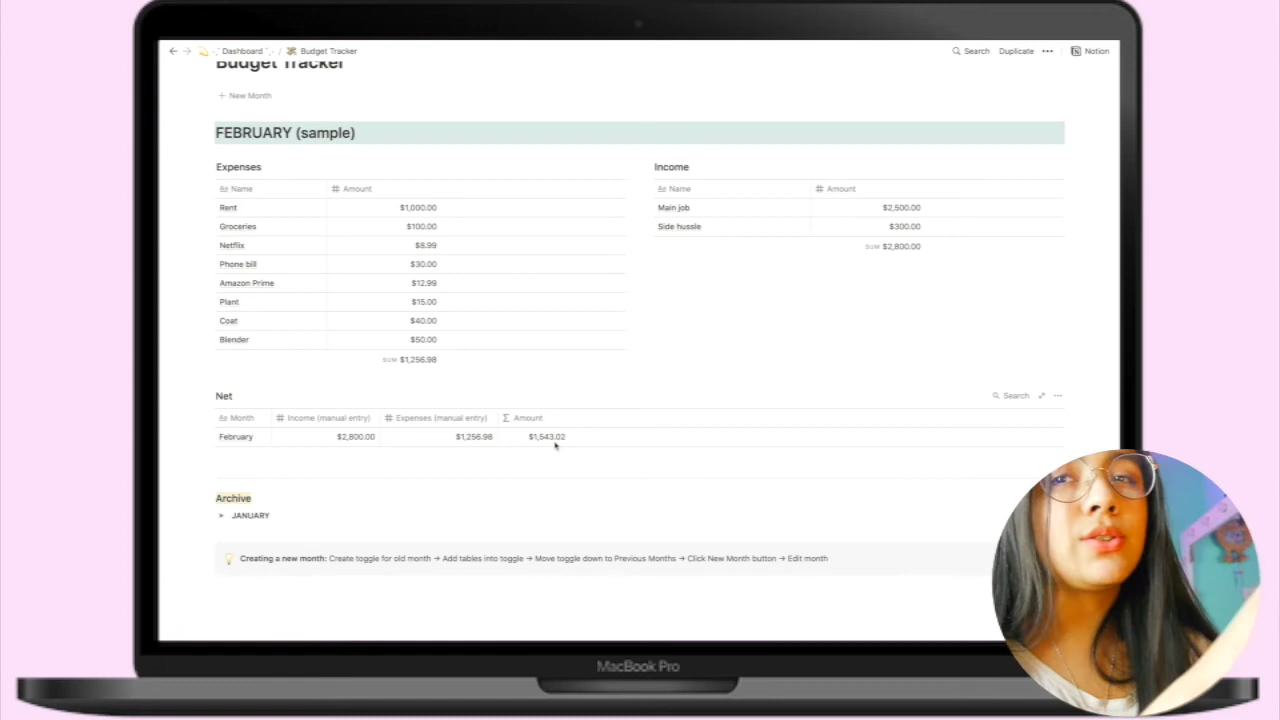 Dashboard / Budget Tracker
Search Duplicate ••• Notion
Budget Tracker
+ New Month
FEBRUARY (sample)
Expenses
Aa Name # Amount
Rent $1,000.00
Groceries $100.00
Netflix $8.99
Phone bill $30.00
Amazon Prime $12.99
Plant $15.00
Coat $40.00
Blender $50.00
SUM $1,256.98
Income
Aa Name # Amount
Main job $2,500.00
Side hussle $300.00
SUM $2,800.00
Net
Search •••
Aa Month # Income (manual entry) # Expenses (manual entry) Σ Amount
February $2,800.00 $1,256.98 $1,543.02
Archive
JANUARY
Creating a new month: Create toggle for old month → Add tables into toggle → Move toggle down to Previous Months → Click New Month button → Edit month
MacBook Pro